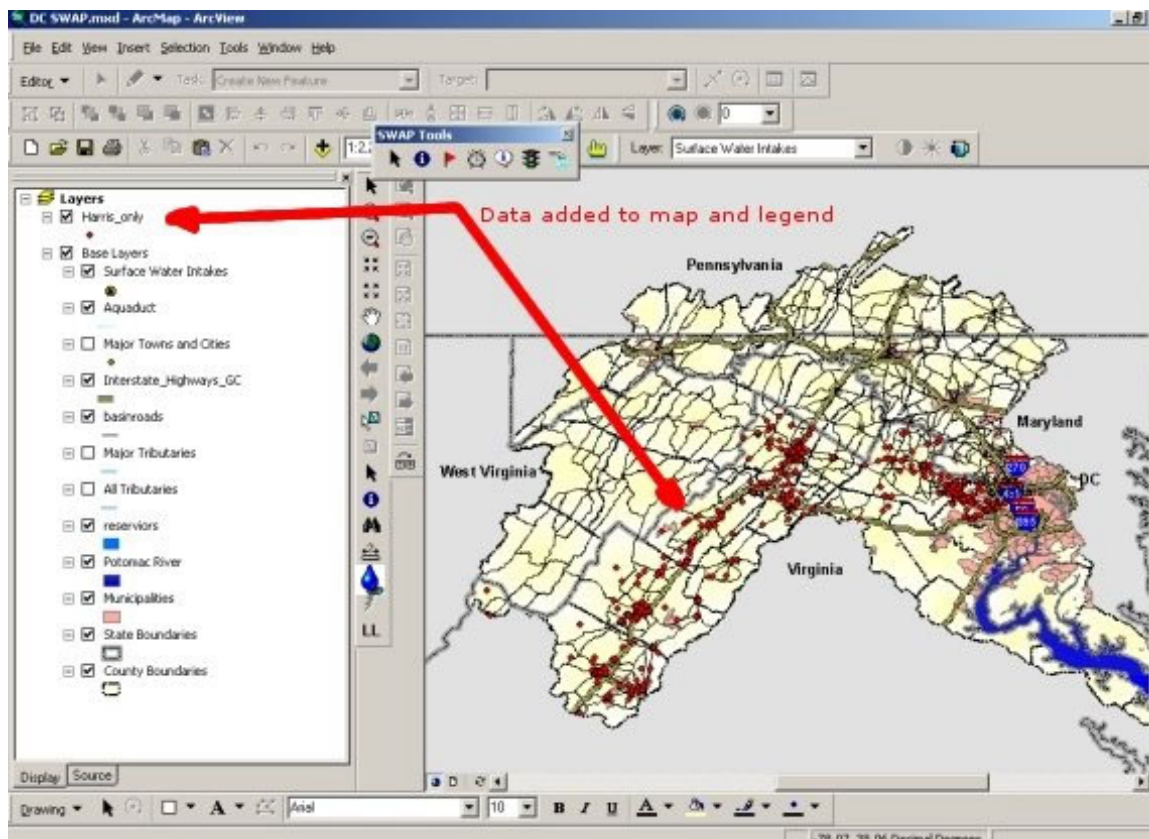 DC SWAP.mxd - ArcMap - ArcView
File Edit View Insert Selection Tools Window Help
Editor Task: Create New Feature Target:
0
SWAP Tools
Layer: Surface Water Intakes
Layers
Harris_only
Data added to map and legend
Base Layers
Surface Water Intakes
Aquaduct
Major Towns and Cities
Interstate_Highways_GC
basinroads
Major Tributaries
All Tributaries
reserviors
Potomac River
Municipalities
State Boundaries
County Boundaries
LL
Pennsylvania
Maryland
270
West Virginia
DC
Virginia
Display Source
Drawing A Arial 10 B I U A